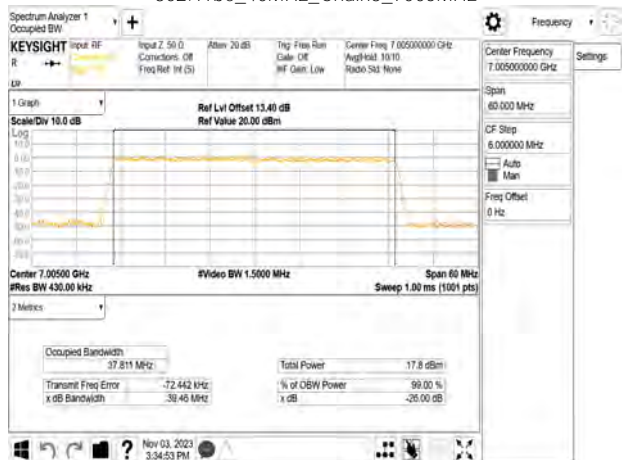 Spectrum Analyzer 1
Occupied BW
Frequency
KEYSIGHT
Input: RF
Input Z: 50 Ω
Corrections: Off
Freq Ref: Int (S)
Atten: 20 dB
Trig: Free Run
Gate: Off
#IF Gain: Low
Center Freq: 7.005000000 GHz
Avg|Hold: 10/10
Radio Std: None
R
Center Frequency
7.005000000 GHz
Settings
Span
60.000 MHz
CF Step
6.000000 MHz
Auto
Man
Freq Offset
0 Hz
1 Graph
Scale/Div 10.0 dB
Ref Lvl Offset 13.40 dB
Ref Value 20.00 dBm
Log
10.0
0.00
Center 7.00500 GHz
#Res BW 430.00 kHz
#Video BW 1.5000 MHz
Span 60 MHz
Sweep 1.00 ms (1001 pts)
2 Metrics
Occupied Bandwidth
37.811 MHz
Total Power
17.8 dBm
Transmit Freq Error
-72.442 kHz
% of OBW Power
99.00 %
x dB Bandwidth
39.46 MHz
x dB
-26.00 dB
Nov 03, 2023
3:34:53 PM